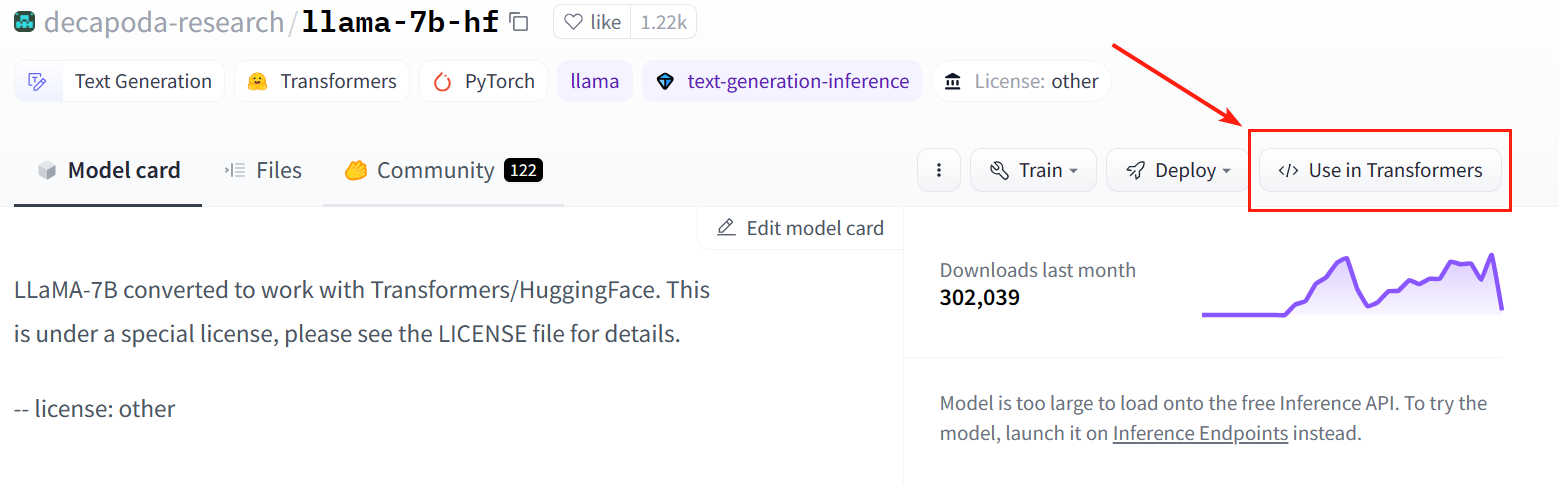 decapoda-research/llama-7b-hf like 1.22k
Text Generation Transformers PyTorch llama text-generation-inference License: other
Model card Files Community 122 Train Deploy </> Use in Transformers
Edit model card
LLaMA-7B converted to work with Transformers/HuggingFace. This
is under a special license, please see the LICENSE file for details.
-- license: other
Downloads last month
302,039
Model is too large to load onto the free Inference API. To try the
model, launch it on Inference Endpoints instead.